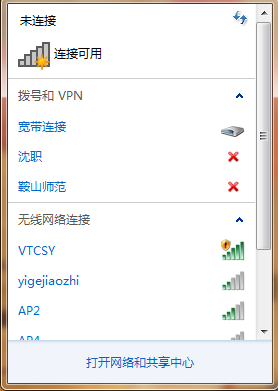 未连接
连接可用
拨号和 VPN
宽带连接
沈职
鞍山师范
无线网络连接
VTCSY
yigejiaozhi
AP2
AP4
打开网络和共享中心